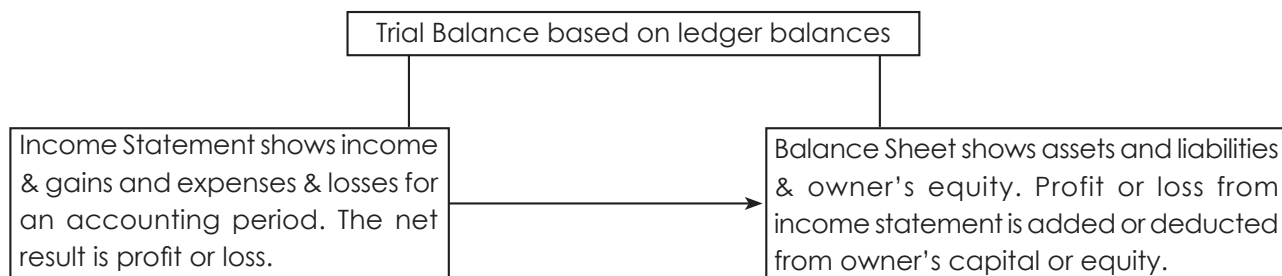 Trial Balance based on ledger balances
Income Statement shows income
& gains and expenses & losses for
an accounting period. The net
result is profit or loss.
Balance Sheet shows assets and liabilities
& owner’s equity. Profit or loss from
income statement is added or deducted
from owner’s capital or equity.